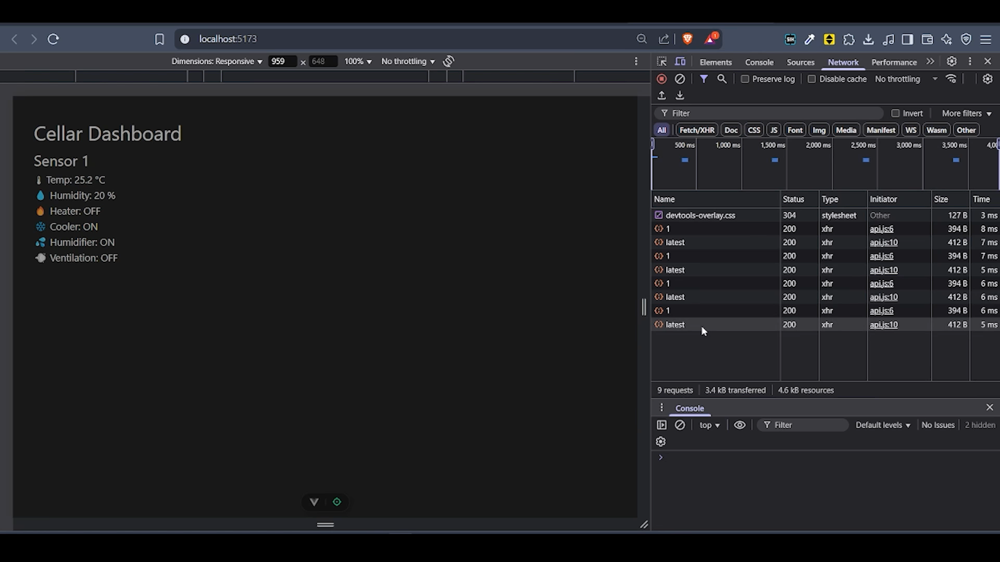 localhost:5173
1
SIH
Dimensions: Responsive 959 x 648 100% No throttling
Elements Console Sources Network Performance
Preserve log Disable cache No throttling
Filter Invert More filters
All Fetch/XHR Doc CSS JS Font Img Media Manifest WS Wasm Other
500 ms 1,000 ms 1,500 ms 2,000 ms 2,500 ms 3,000 ms 3,500 ms 4,00
Cellar Dashboard
Sensor 1
Temp: 25.2 °C
Humidity: 20 %
Heater: OFF
Cooler: ON
Humidifier: ON
Ventilation: OFF
Name Status Type Initiator Size Time
devtools-overlay.css 304 stylesheet Other 127 B 3 ms
1 200 xhr api.js:6 394 B 8 ms
latest 200 xhr api.js:10 412 B 7 ms
1 200 xhr api.js:6 394 B 7 ms
latest 200 xhr api.js:10 412 B 5 ms
1 200 xhr api.js:6 394 B 6 ms
latest 200 xhr api.js:10 412 B 6 ms
1 200 xhr api.js:6 394 B 6 ms
latest 200 xhr api.js:10 412 B 5 ms
9 requests 3.4 kB transferred 4.6 kB resources
Console
top Filter Default levels No Issues 2 hidden